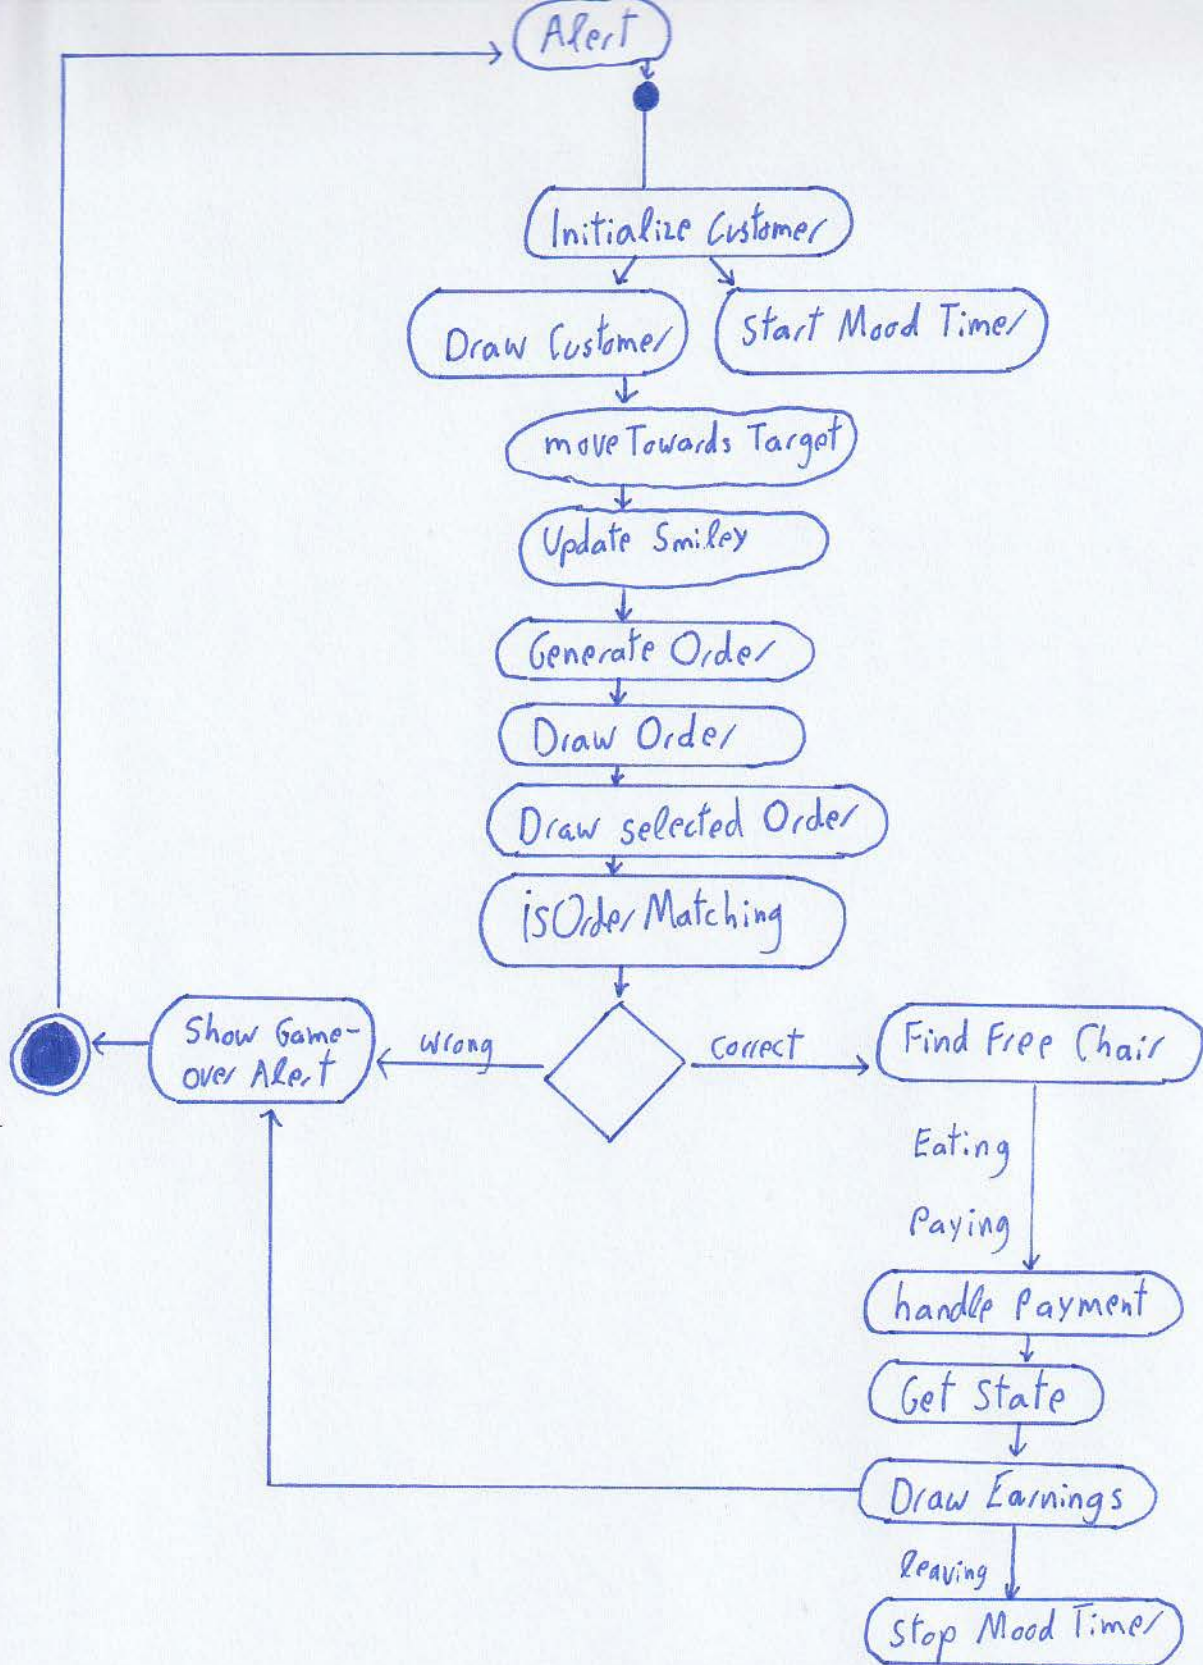 Alert
Initialize Customer
Draw Customer
Start Mood Timer
moveTowards Target
Update Smiley
Generate Order
Draw Order
Draw selected Order
isOrderMatching
Show Game-
over Alert
wrong
correct
Find Free Chair
Eating
Paying
handle Payment
Get State
Draw Earnings
leaving
stop Mood Timer